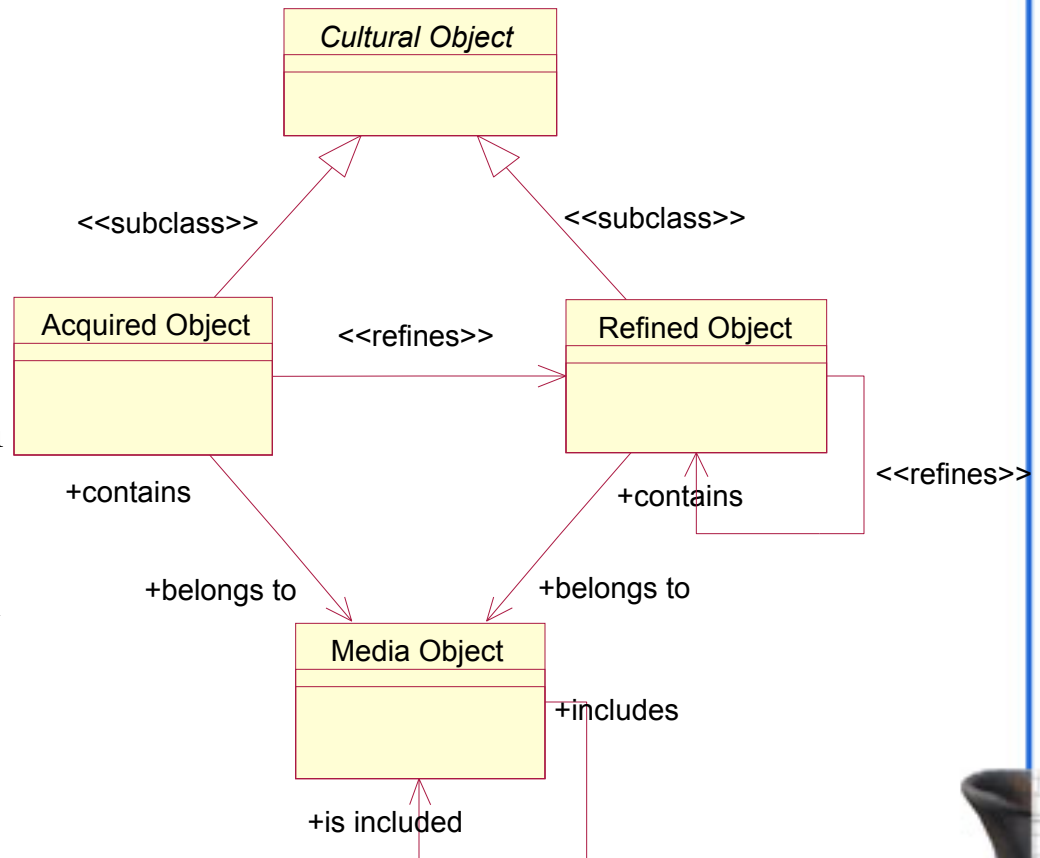 Cultural Object
<<subclass>>
<<subclass>>
Acquired Object
<<refines>>
Refined Object
<<refines>>
+contains
+contains
+belongs to
+belongs to
Media Object
+includes
+is included